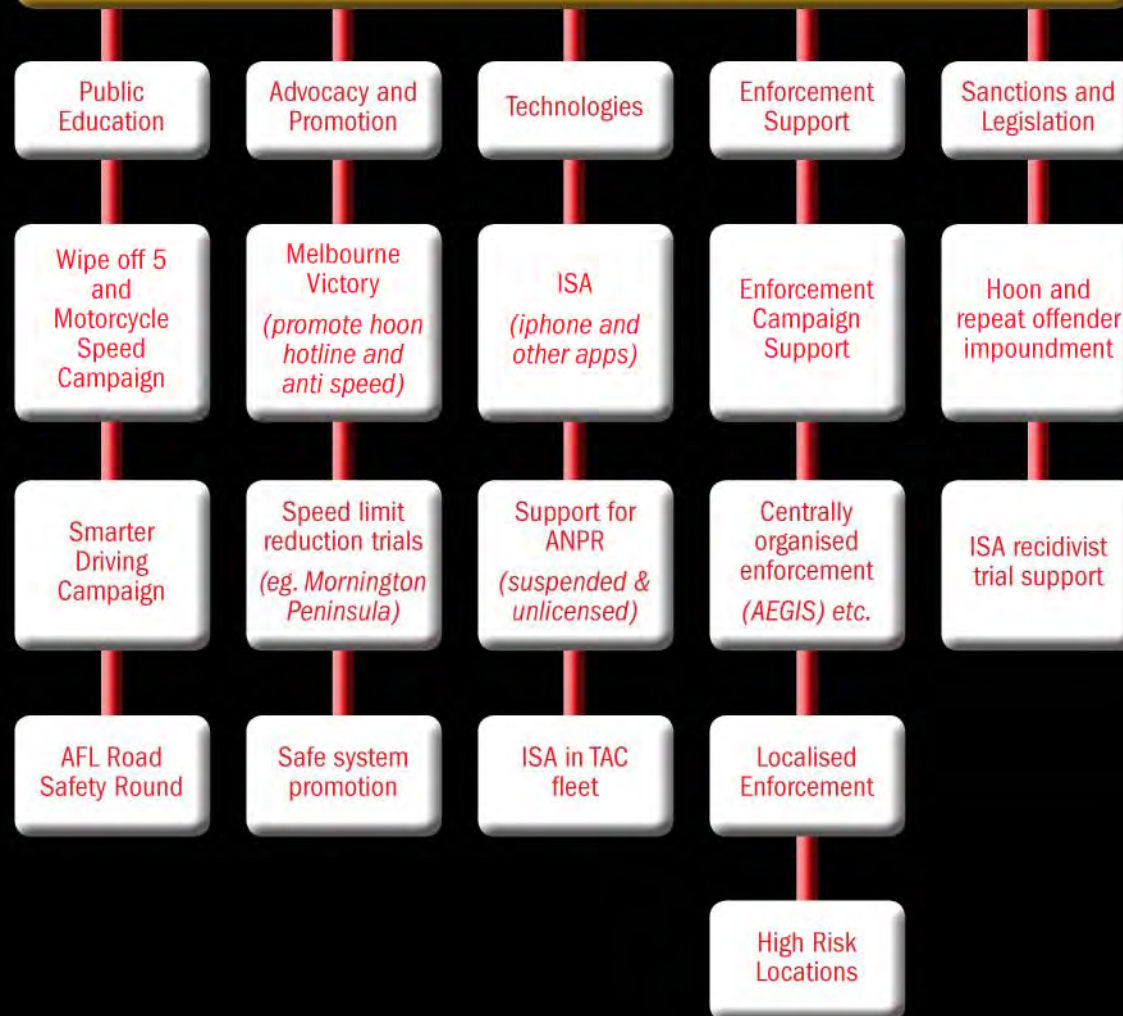 Public
Education
Advocacy and
Promotion
Technologies
Enforcement
Support
Sanctions and
Legislation
Wipe off 5
and
Motorcycle
Speed
Campaign
Melbourne
Victory
(promote hoon
hotline and
anti speed)
ISA
(iphone and
other apps)
Enforcement
Campaign
Support
Hoon and
repeat offender
impoundment
Smarter
Driving
Campaign
Speed limit
reduction trials
(eg. Mornington
Peninsula)
Support for
ANPR
(suspended &
unlicensed)
Centrally
organised
enforcement
(AEGIS) etc.
ISA recidivist
trial support
AFL Road
Safety Round
Safe system
promotion
ISA in TAC
fleet
Localised
Enforcement
High Risk
Locations